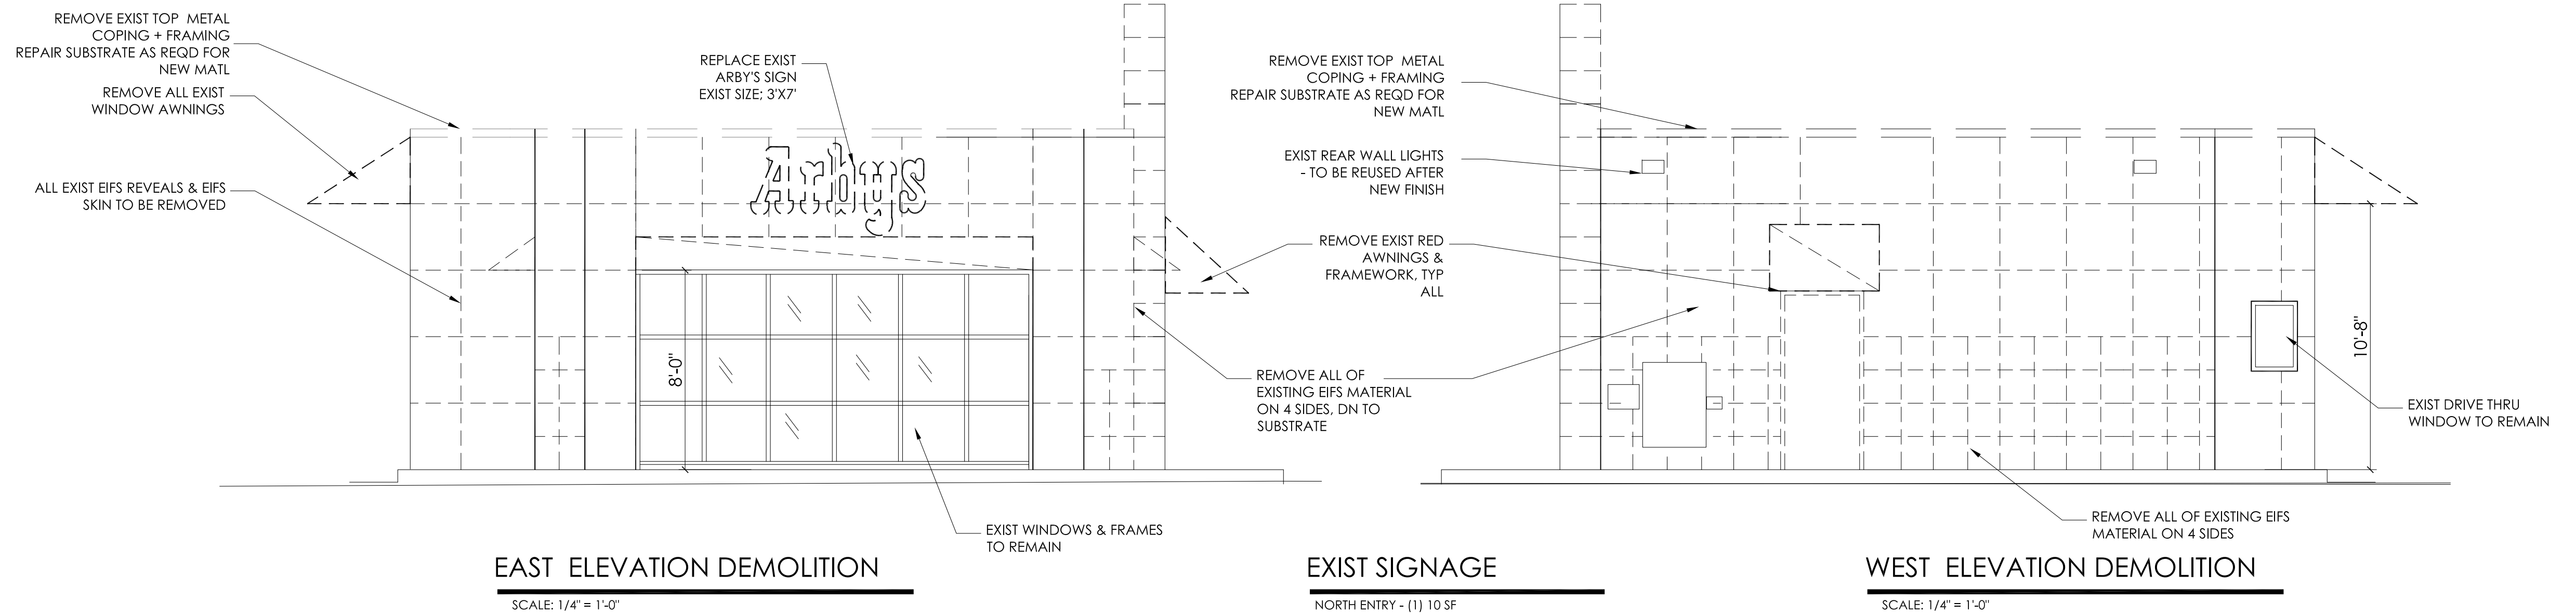 REMOVE EXIST TOP  METAL
COPING + FRAMING
REPAIR SUBSTRATE AS REQD FOR
NEW MATL
REMOVE ALL EXIST
WINDOW AWNINGS
ALL EXIST EIFS REVEALS & EIFS
SKIN TO BE REMOVED
REPLACE EXIST
ARBY'S SIGN
EXIST SIZE; 3'X7'
Arbys
8'-0"
EXIST WINDOWS & FRAMES
TO REMAIN
EAST  ELEVATION DEMOLITION
SCALE: 1/4" = 1'-0"
REMOVE EXIST TOP  METAL
COPING + FRAMING
REPAIR SUBSTRATE AS REQD FOR
NEW MATL
EXIST REAR WALL LIGHTS
- TO BE REUSED AFTER
NEW FINISH
REMOVE EXIST RED
AWNINGS &
FRAMEWORK, TYP
ALL
REMOVE ALL OF
EXISTING EIFS MATERIAL
ON 4 SIDES, DN TO
SUBSTRATE
EXIST SIGNAGE
NORTH ENTRY - (1) 10 SF
10'-8"
EXIST DRIVE THRU
WINDOW TO REMAIN
REMOVE ALL OF EXISTING EIFS
MATERIAL ON 4 SIDES
WEST  ELEVATION DEMOLITION
SCALE: 1/4" = 1'-0"